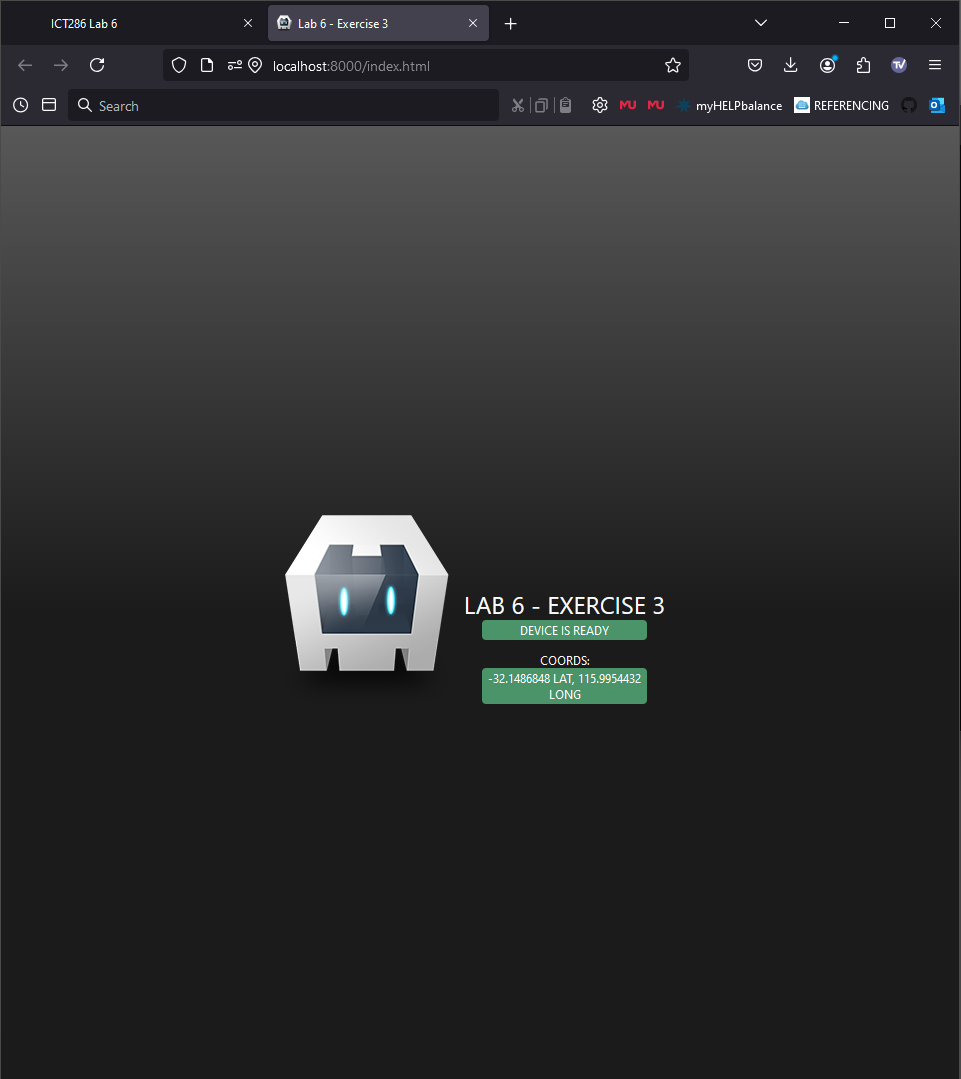 ICT286 Lab 6
Lab 6 - Exercise 3
localhost:8000/index.html
Search
MU
MU
myHELPbalance
REFERENCING
TV
LAB 6 - EXERCISE 3
DEVICE IS READY
COORDS:
-32.1486848 LAT, 115.9954432
LONG